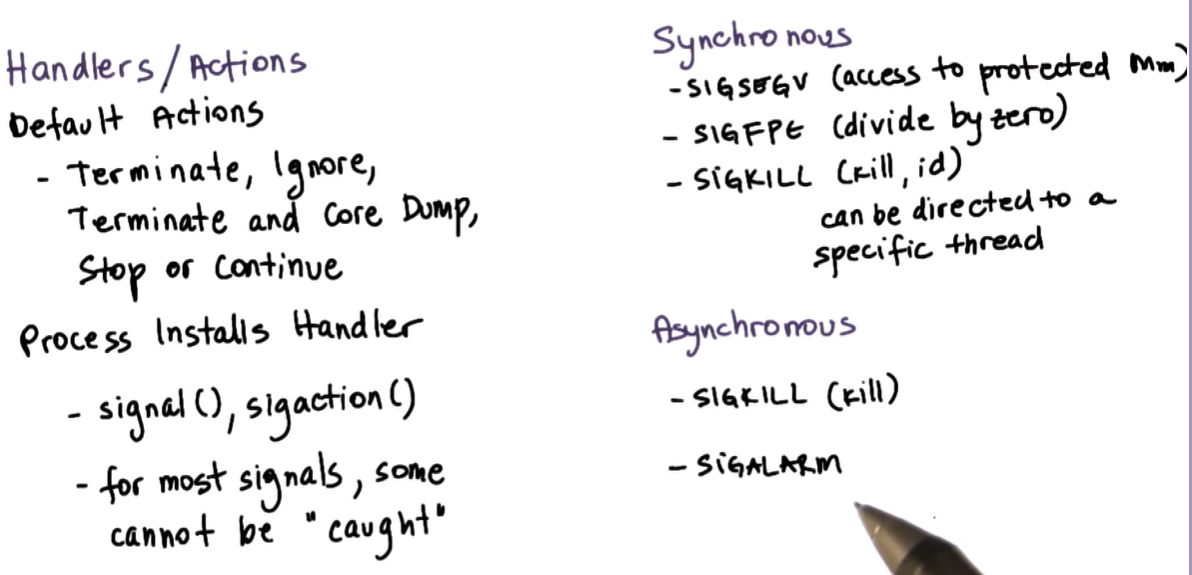 Handlers/Actions
Default Actions
- Terminate, Ignore,
Terminate and Core Dump,
Stop or Continue
Process Installs Handler
- signal(), sigaction()
- for most signals, some
cannot be "caught"
Synchronous
- SIGSEGV (access to protected Mm)
- SIGFPE (divide by zero)
- SIGKILL (kill, id)
can be directed to a
specific thread
Asynchronous
- SIGKILL (kill)
- SIGALARM